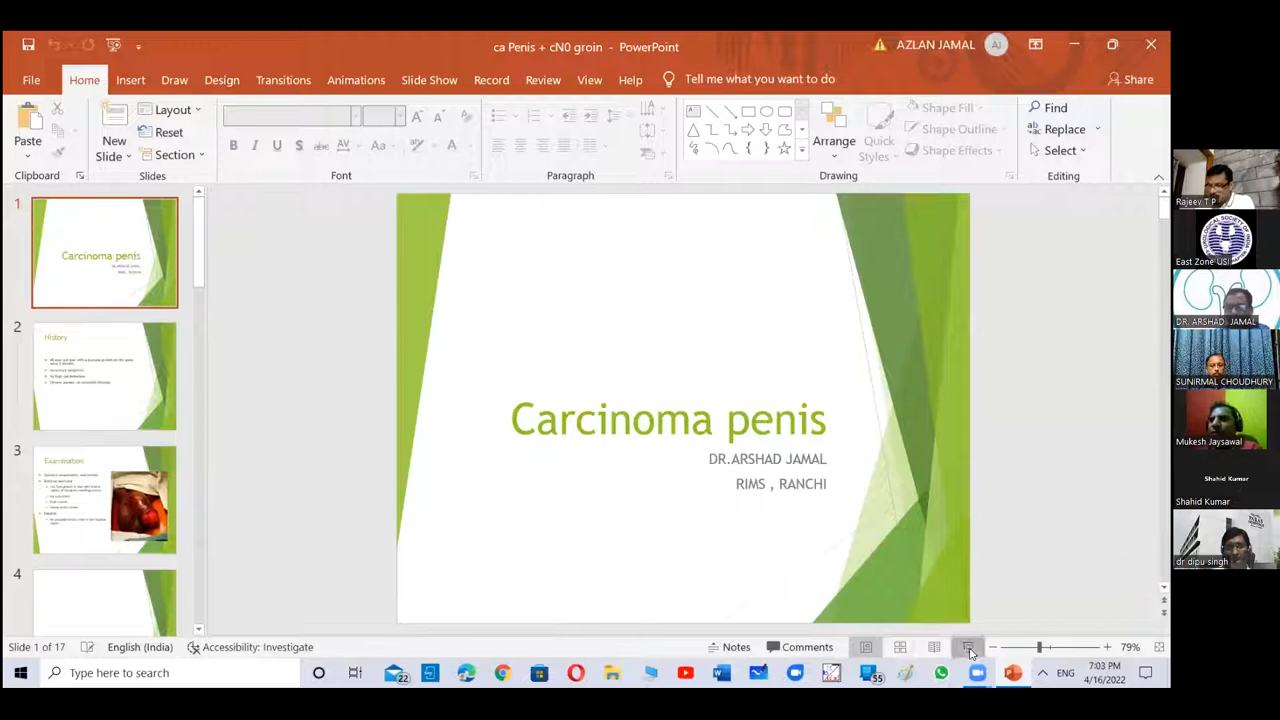 ca Penis + cN0 groin - PowerPoint
AZLAN JAMAL
AJ
File
Home
Insert
Draw
Design
Transitions
Animations
Slide Show
Record
Review
View
Help
Tell me what you want to do
Share
Paste
New
Slide
Layout
Reset
Section
B
I
U
S
abc
AV
Aa
A
Arrange
Quick
Styles
Shape Fill
Shape Outline
Shape Effects
Find
Replace
Select
Clipboard
Slides
Font
Paragraph
Drawing
Editing
1
Carcinoma penis
2
History
3
Examination
4
Carcinoma penis
DR.ARSHAD JAMAL
RIMS , RANCHI
Rajeev T P
East Zone USI
DR. ARSHAD JAMAL
SUNIRMAL CHOUDHURY
Mukesh Jaysawal
Shahid Kumar
Shahid Kumar
dr dipu singh
Slide 1 of 17
English (India)
Accessibility: Investigate
Notes
Comments
79%
Type here to search
22
55
ENG
7:03 PM
4/16/2022